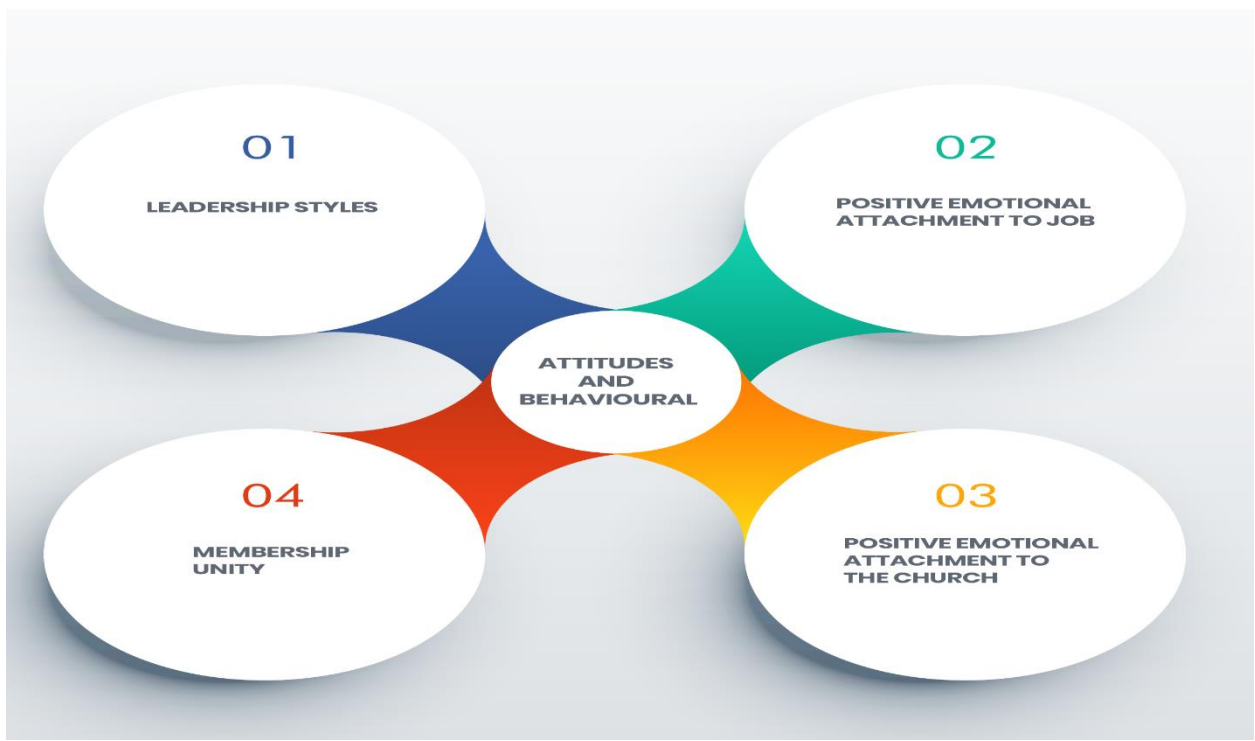 01
LEADERSHIP STYLES
02
POSITIVE EMOTIONAL
ATTACHMENT TO JOB
ATTITUDES
AND
BEHAVIOURAL
04
MEMBERSHIP
UNITY
03
POSITIVE EMOTIONAL
ATTACHMENT TO
THE CHURCH